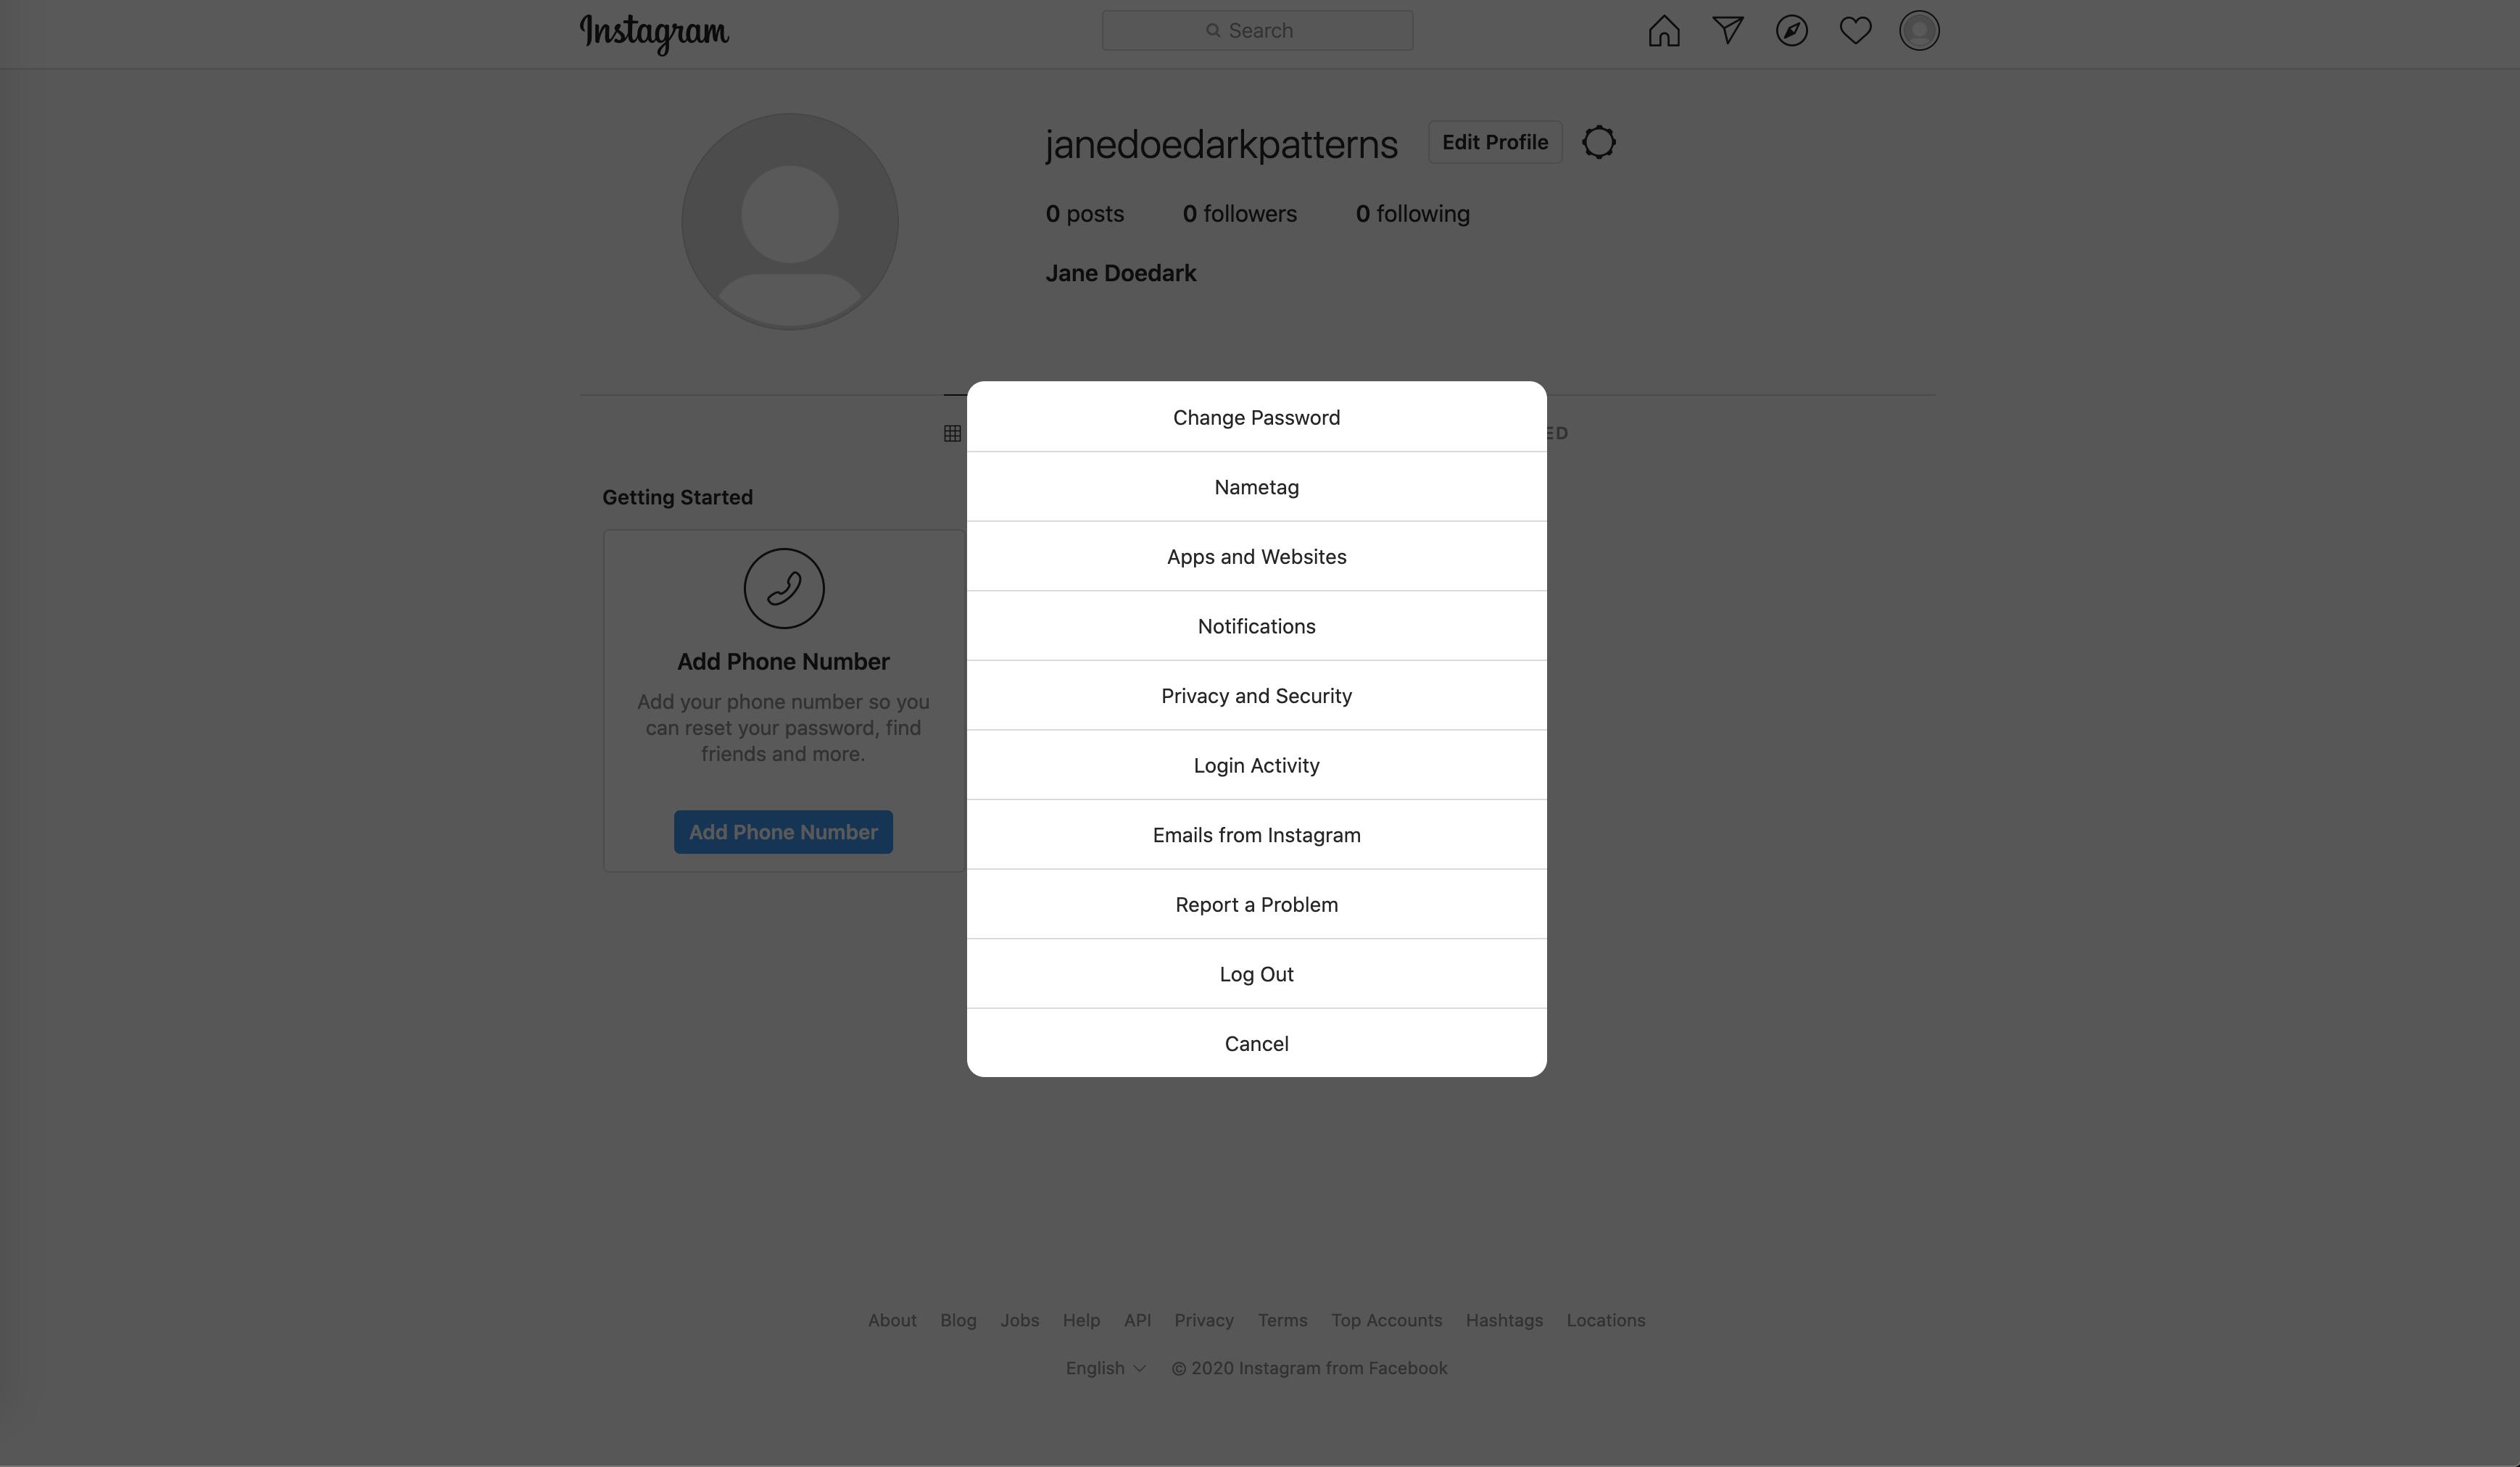 Instagram
Search
janedoedarkpatterns
Edit Profile
0 posts 0 followers 0 following
Jane Doedark
ED
Getting Started
Add Phone Number
Add your phone number so you
can reset your password, find
friends and more.
Add Phone Number
Change Password
Nametag
Apps and Websites
Notifications
Privacy and Security
Login Activity
Emails from Instagram
Report a Problem
Log Out
Cancel
About Blog Jobs Help API Privacy Terms Top Accounts Hashtags Locations
English © 2020 Instagram from Facebook